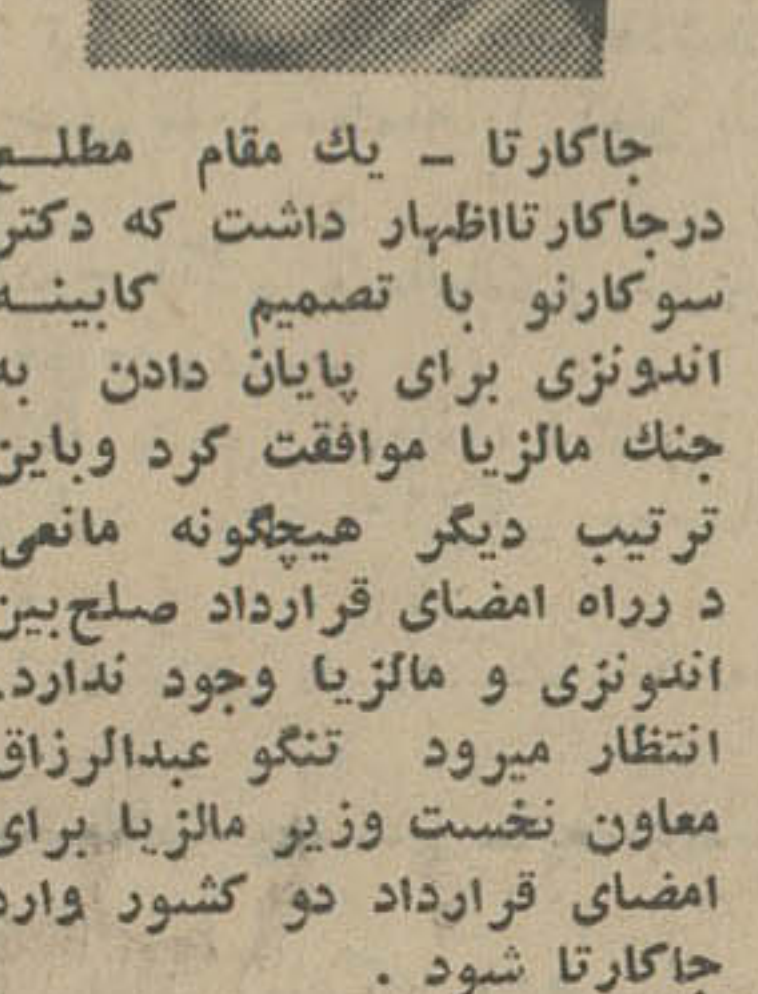 جاکارتا – یك مقام مطلــع
درجاکارتااظهار داشت که دکتر
سوکارنو با تصمیم کابینــه
اندونزی برای پایان دادن به
جنك مالزیا موافقت کرد وباین
ترتیب دیگر هیچگونه مانعی
د رراه امضای قرارداد صلح بین
اندونزی و مالزیا وجود ندارد.
انتظار میرود تنگو عبدالرزاق
معاون نخست وزیر مالزیا برای
امضای قرارداد دو کشور وارد
جاکارتا شود .